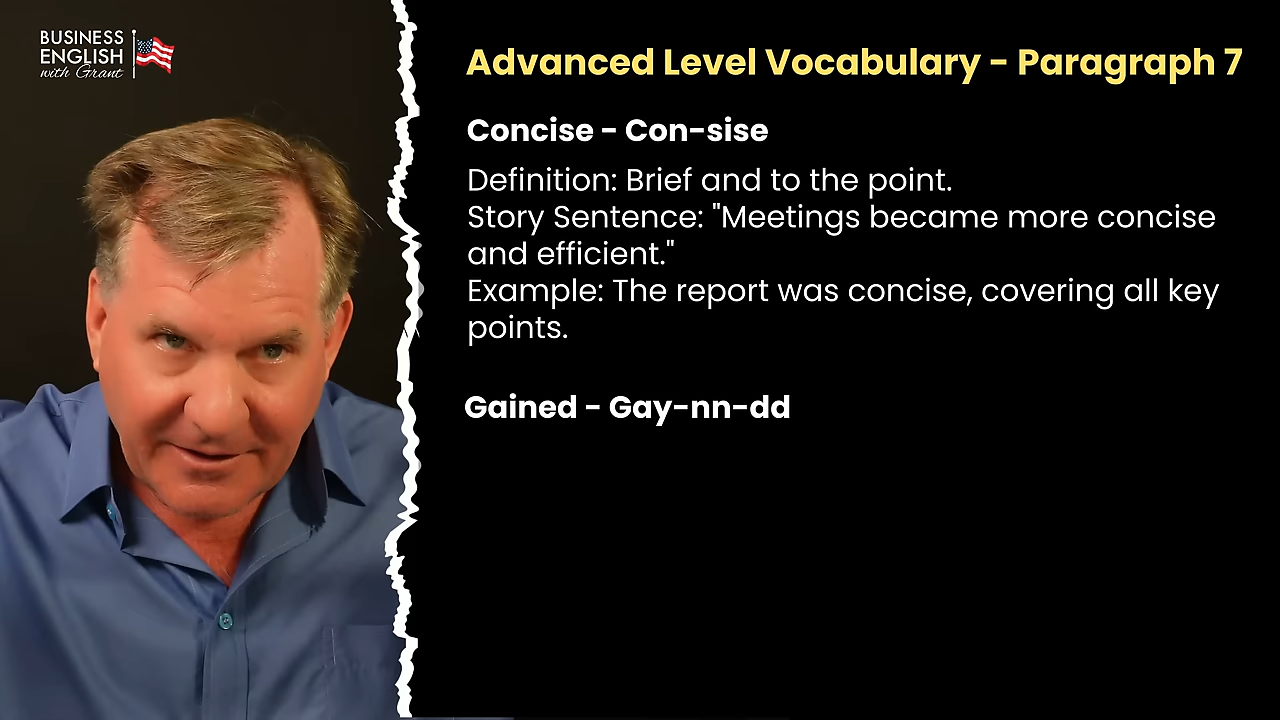 BUSINESS
ENGLISH
with Grant
Advanced Level Vocabulary - Paragraph 7
Concise - Con-sise
Definition: Brief and to the point.
Story Sentence: "Meetings became more concise
and efficient."
Example: The report was concise, covering all key
points.
Gained - Gay-nn-dd